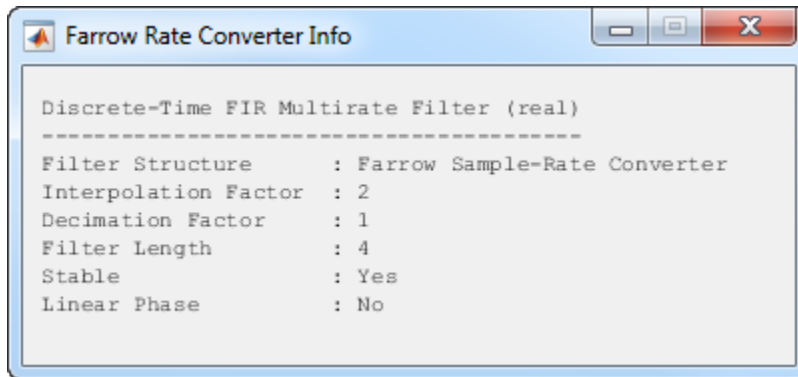 Farrow Rate Converter Info
Discrete-Time FIR Multirate Filter (real)
-----------------------------------------
Filter Structure : Farrow Sample-Rate Converter
Interpolation Factor : 2
Decimation Factor : 1
Filter Length : 4
Stable : Yes
Linear Phase : No